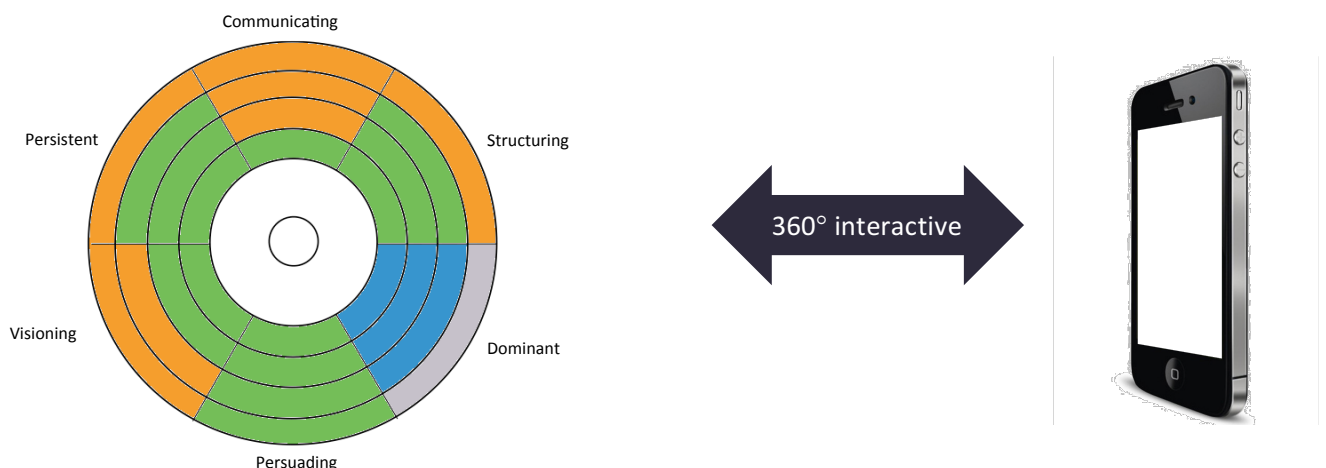 Communicating
Persistent
Structuring
360° interactive
Visioning
Dominant
Persuading